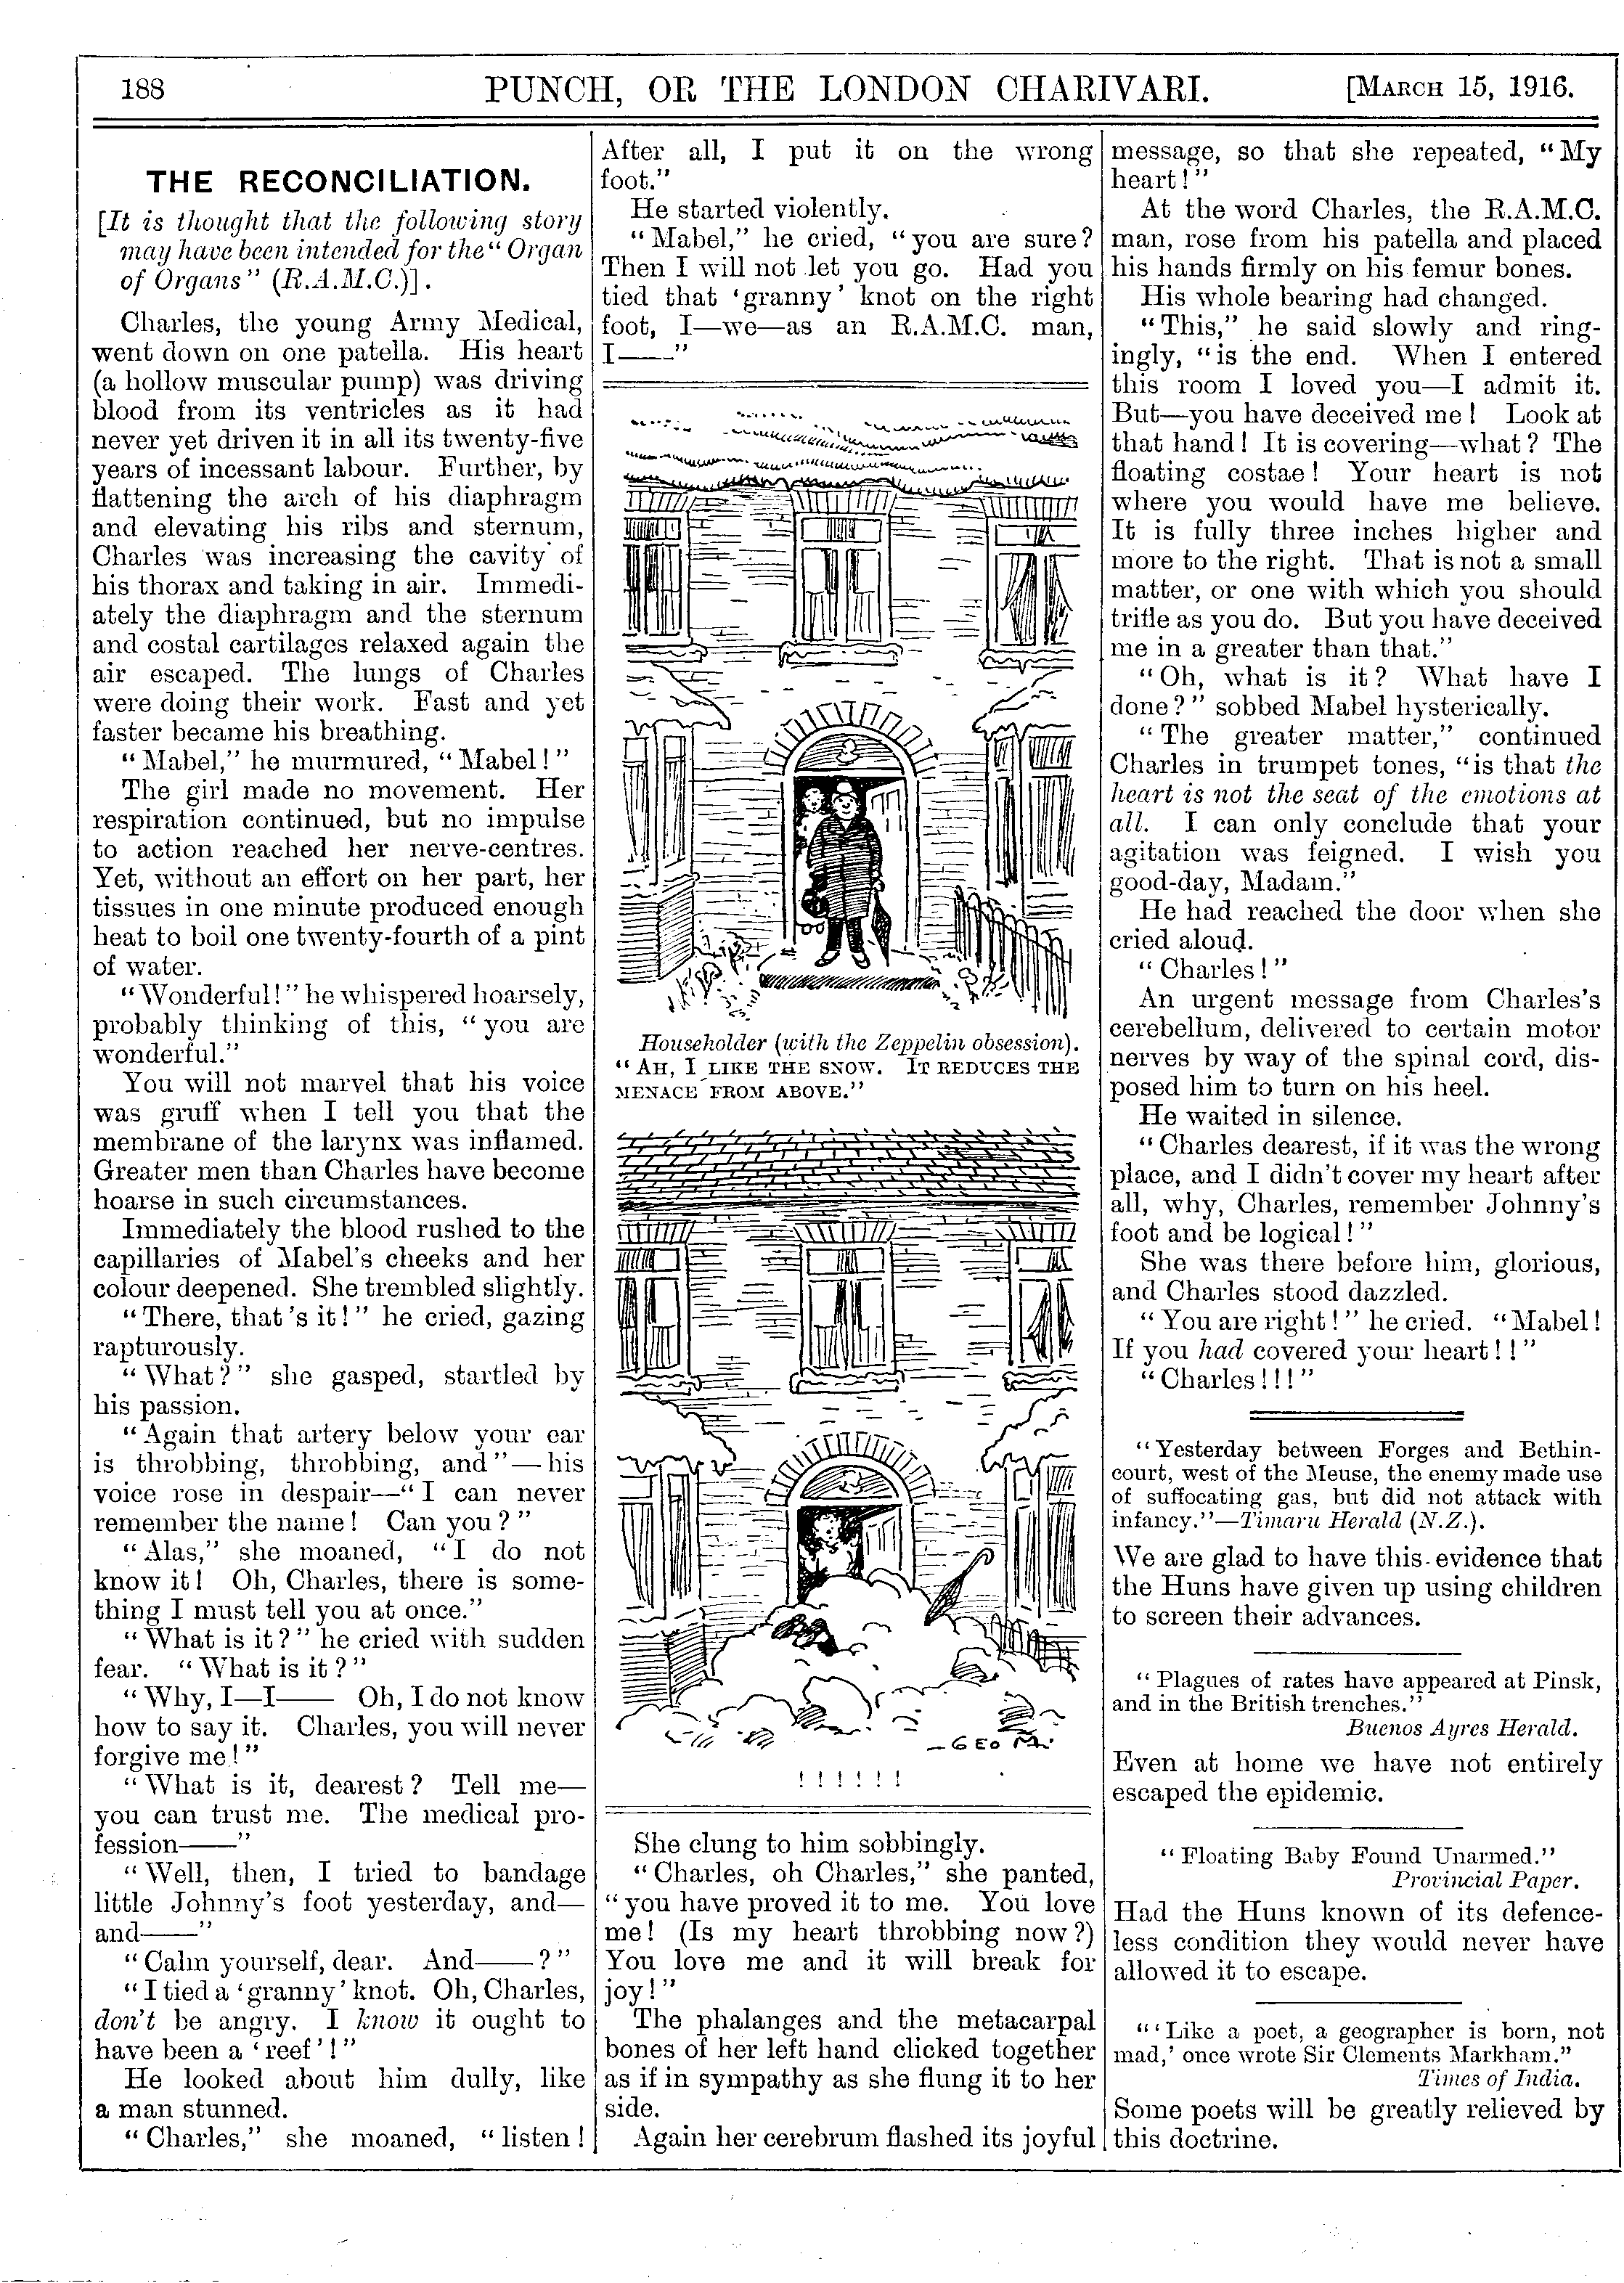 188
PUNCH, OR THE LONDON CHARIVARI.
[MARCH 15, 1916.
THE RECONCILIATION.
[It is thought that the following story
may have been intended for the "Organ
of Organs" (R.A.M.C.)].
Charles, the young Army Medical,
went down on one patella. His heart
(a hollow muscular pump) was driving
blood from its ventricles as it had
never yet driven it in all its twenty-five
years of incessant labour. Further, by
flattening the arch of his diaphragm
and elevating his ribs and sternum,
Charles was increasing the cavity of
his thorax and taking in air. Immedi-
ately the diaphragm and the sternum
and costal cartilages relaxed again the
air escaped. The lungs of Charles
were doing their work. Fast and yet
faster became his breathing.
"Mabel," he murmured, "Mabel!"
The girl made no movement. Her
respiration continued, but no impulse
to action reached her nerve-centres.
Yet, without an effort on her part, her
tissues in one minute produced enough
heat to boil one twenty-fourth of a pint
of water.
"Wonderful!" he whispered hoarsely,
probably thinking of this, "you are
wonderful."
You will not marvel that his voice
was gruff when I tell you that the
membrane of the larynx was inflamed.
Greater men than Charles have become
hoarse in such circumstances.
Immediately the blood rushed to the
capillaries of Mabel's cheeks and her
colour deepened. She trembled slightly.
"There, that's it!" he cried, gazing
rapturously.
"What?" she gasped, startled by
his passion.
"Again that artery below your ear
is throbbing, throbbing, and"—his
voice rose in despair—"I can never
remember the name! Can you?"
"Alas," she moaned, "I do not
know it! Oh, Charles, there is some-
thing I must tell you at once."
"What is it?" he cried with sudden
fear. "What is it?"
"Why, I—I—— Oh, I do not know
how to say it. Charles, you will never
forgive me!"
"What is it, dearest? Tell me—
you can trust me. The medical pro-
fession——"
"Well, then, I tried to bandage
little Johnny's foot yesterday, and—
and——"
"Calm yourself, dear. And——?"
"I tied a 'granny' knot. Oh, Charles,
don't be angry. I know it ought to
have been a 'reef'!"
He looked about him dully, like
a man stunned.
"Charles," she moaned, "listen!
After all, I put it on the wrong
foot."
He started violently.
"Mabel," he cried, "you are sure?
Then I will not let you go. Had you
tied that 'granny' knot on the right
foot, I—we—as an R.A.M.C. man,
I——"
Householder (with the Zeppelin obsession).
"AH, I LIKE THE SNOW. IT REDUCES THE
MENACE FROM ABOVE."
—GEO M.
! ! ! ! ! !
She clung to him sobbingly.
"Charles, oh Charles," she panted,
"you have proved it to me. You love
me! (Is my heart throbbing now?)
You love me and it will break for
joy!"
The phalanges and the metacarpal
bones of her left hand clicked together
as if in sympathy as she flung it to her
side.
Again her cerebrum flashed its joyful
message, so that she repeated, "My
heart!"
At the word Charles, the R.A.M.C.
man, rose from his patella and placed
his hands firmly on his femur bones.
His whole bearing had changed.
"This," he said slowly and ring-
ingly, "is the end. When I entered
this room I loved you—I admit it.
But—you have deceived me! Look at
that hand! It is covering—what? The
floating costae! Your heart is not
where you would have me believe.
It is fully three inches higher and
more to the right. That is not a small
matter, or one with which you should
trifle as you do. But you have deceived
me in a greater than that."
"Oh, what is it? What have I
done?" sobbed Mabel hysterically.
"The greater matter," continued
Charles in trumpet tones, "is that the
heart is not the seat of the emotions at
all. I can only conclude that your
agitation was feigned. I wish you
good-day, Madam."
He had reached the door when she
cried aloud.
"Charles!"
An urgent message from Charles's
cerebellum, delivered to certain motor
nerves by way of the spinal cord, dis-
posed him to turn on his heel.
He waited in silence.
"Charles dearest, if it was the wrong
place, and I didn't cover my heart after
all, why, Charles, remember Johnny's
foot and be logical!"
She was there before him, glorious,
and Charles stood dazzled.
"You are right!" he cried. "Mabel!
If you had covered your heart!!"
"Charles!!!"
"Yesterday between Forges and Bethin-
court, west of the Meuse, the enemy made use
of suffocating gas, but did not attack with
infancy."—Timaru Herald (N.Z.).
We are glad to have this evidence that
the Huns have given up using children
to screen their advances.
"Plagues of rates have appeared at Pinsk,
and in the British trenches."
Buenos Ayres Herald.
Even at home we have not entirely
escaped the epidemic.
"Floating Baby Found Unarmed."
Provincial Paper.
Had the Huns known of its defence-
less condition they would never have
allowed it to escape.
"'Like a poet, a geographer is born, not
mad,' once wrote Sir Clements Markham."
Times of India.
Some poets will be greatly relieved by
this doctrine.